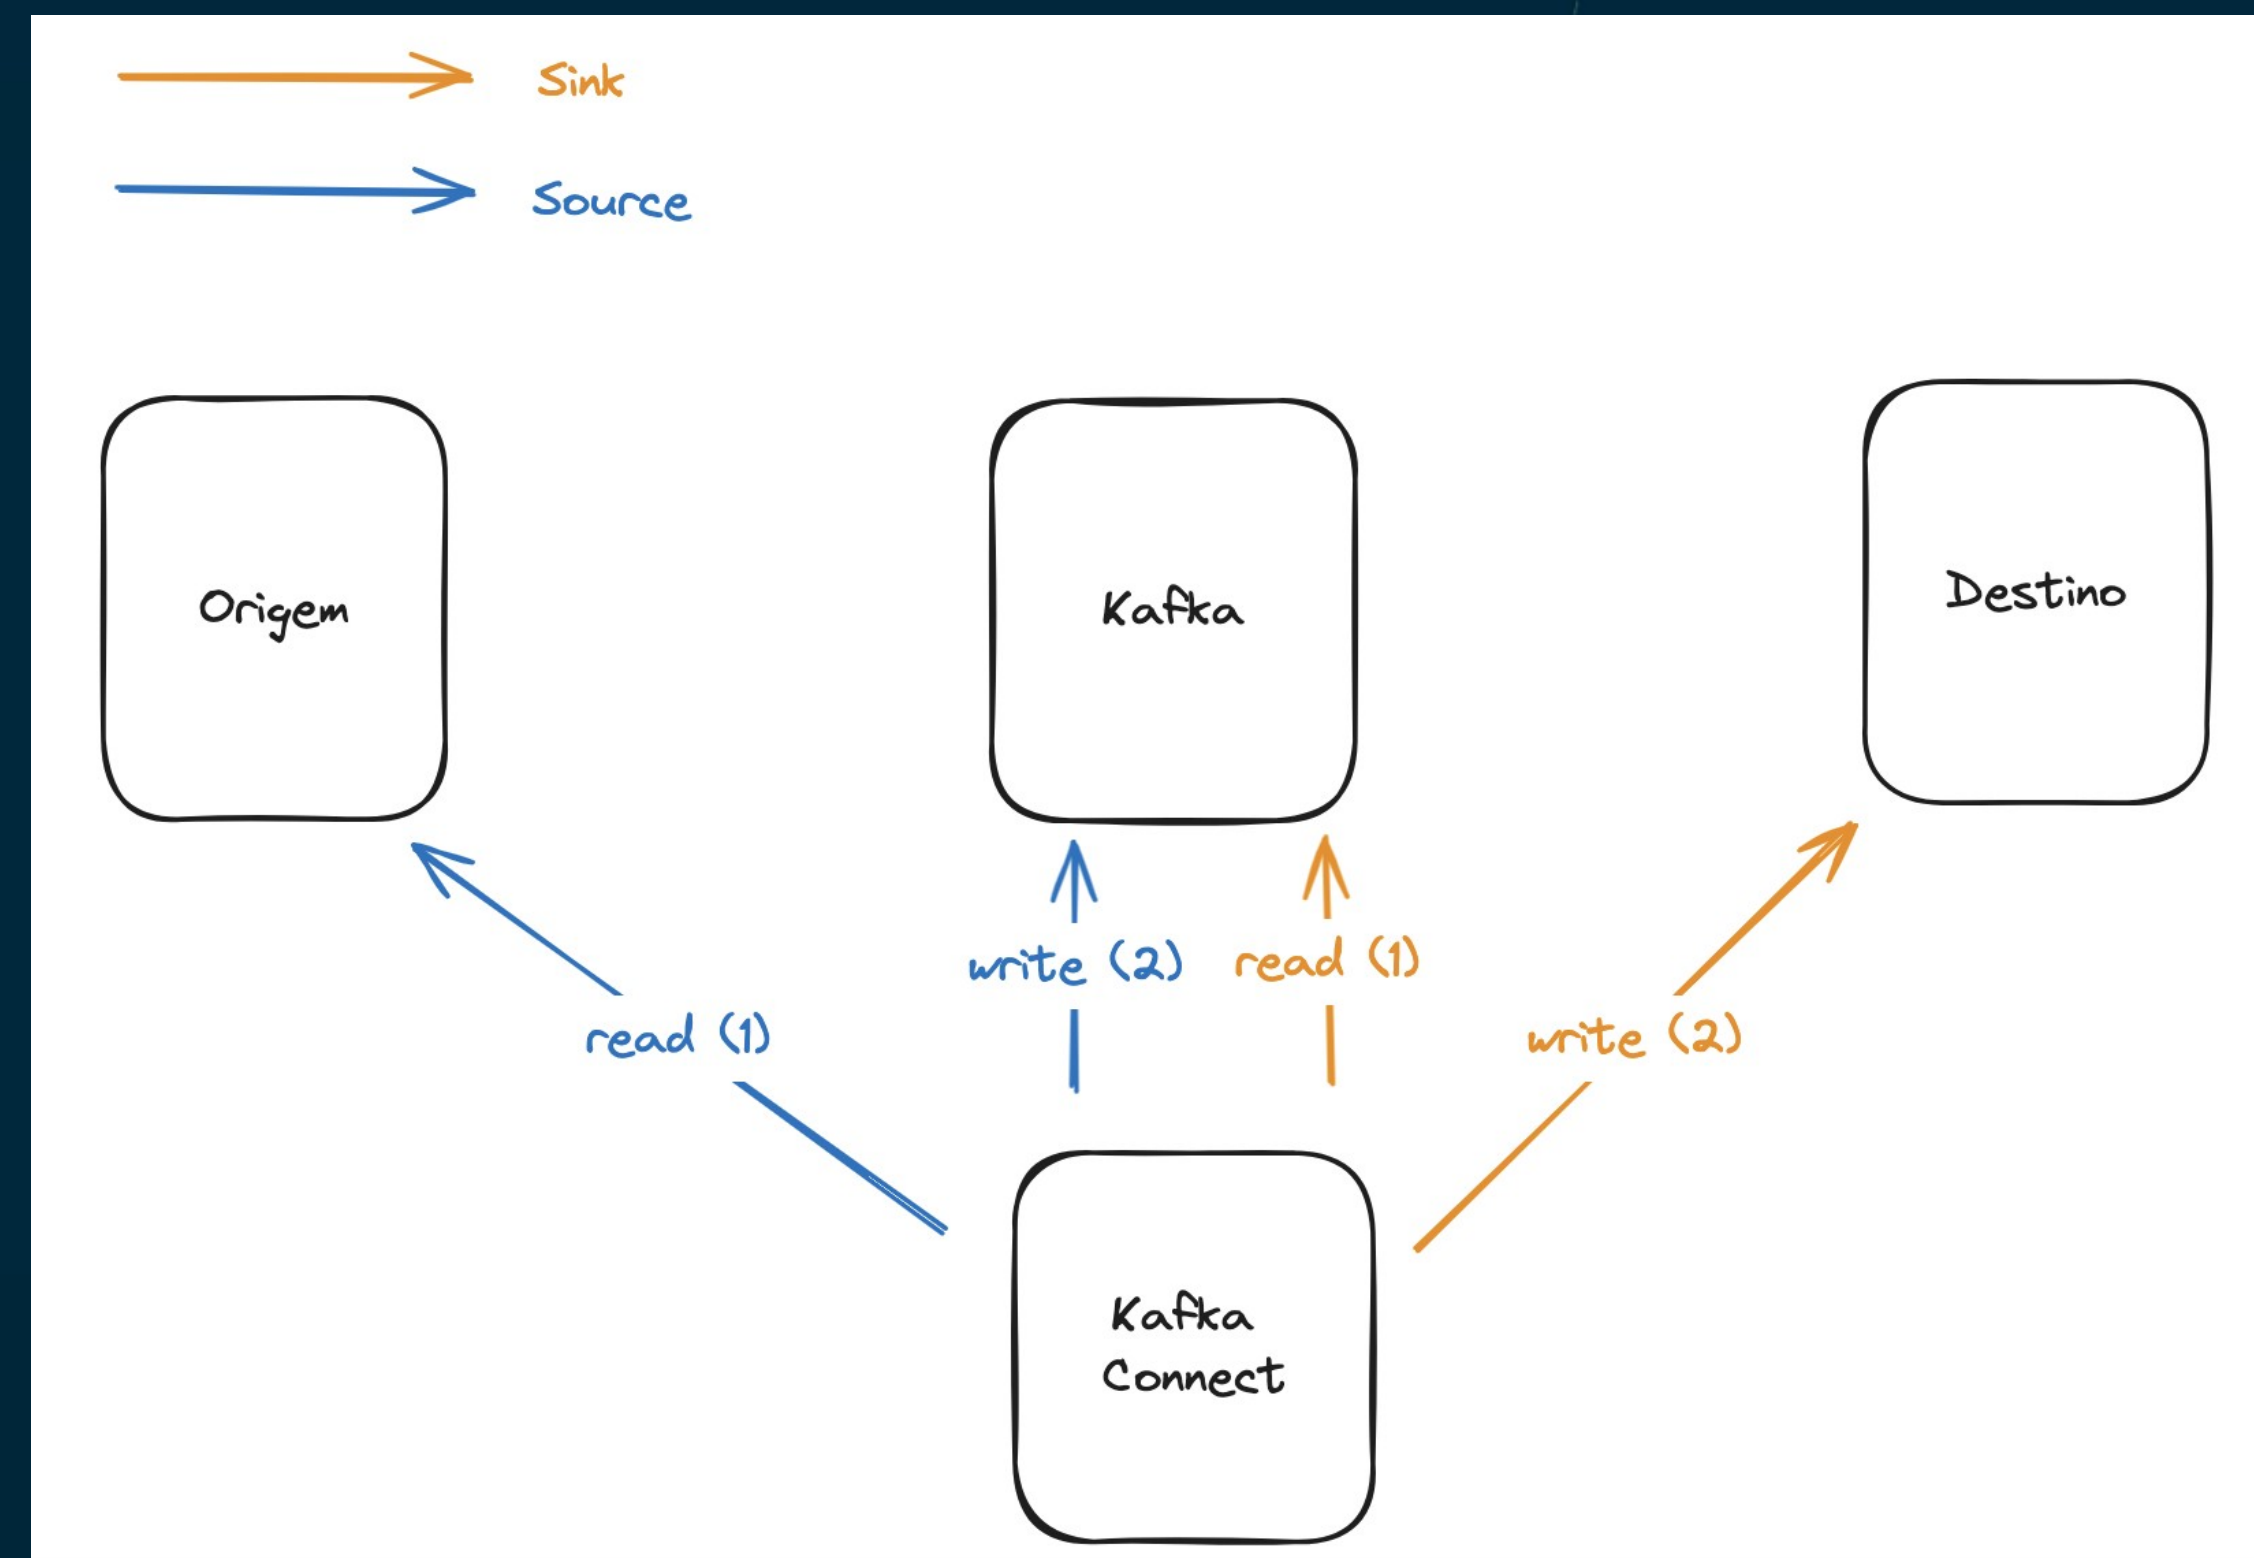 Sink
Source
Origem
Kafka
Destino
write (2)
read (1)
read (1)
write (2)
Kafka
Connect